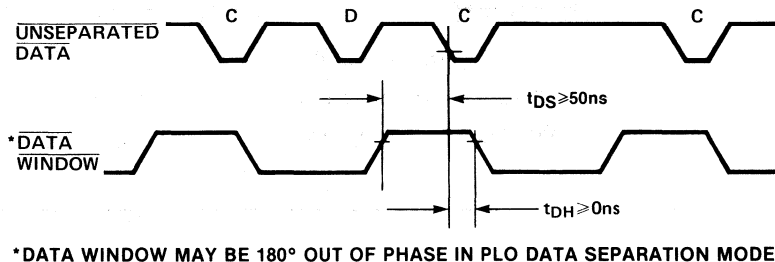 C D C C
UNSEPARATED
DATA
tDS≥50ns
*DATA
WINDOW
tDH≥0ns
*DATA WINDOW MAY BE 180° OUT OF PHASE IN PLO DATA SEPARATION MODE